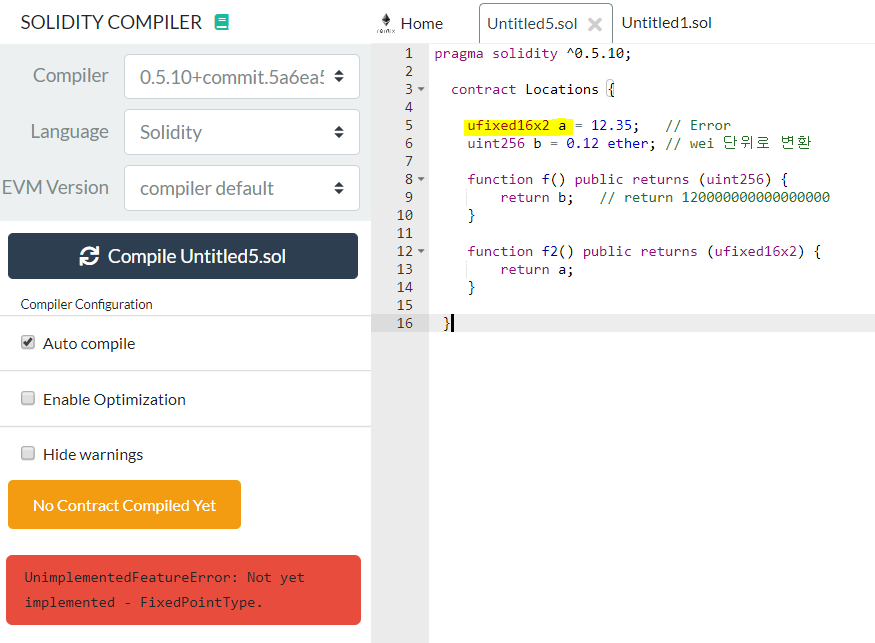 SOLIDITY COMPILER
Compiler 0.5.10+commit.5a6ea5
Language Solidity
EVM Version compiler default
Compile Untitled5.sol
Compiler Configuration
Auto compile
Enable Optimization
Hide warnings
No Contract Compiled Yet
UnimplementedFeatureError: Not yet
implemented - FixedPointType.
remix Home Untitled5.sol Untitled1.sol
1 pragma solidity ^0.5.10;
2
3 contract Locations {
4
5 ufixed16x2 a = 12.35; // Error
6 uint256 b = 0.12 ether; // wei 단위로 변환
7
8 function f() public returns (uint256) {
9 return b; // return 120000000000000000
10 }
11
12 function f2() public returns (ufixed16x2) {
13 return a;
14 }
15
16 }